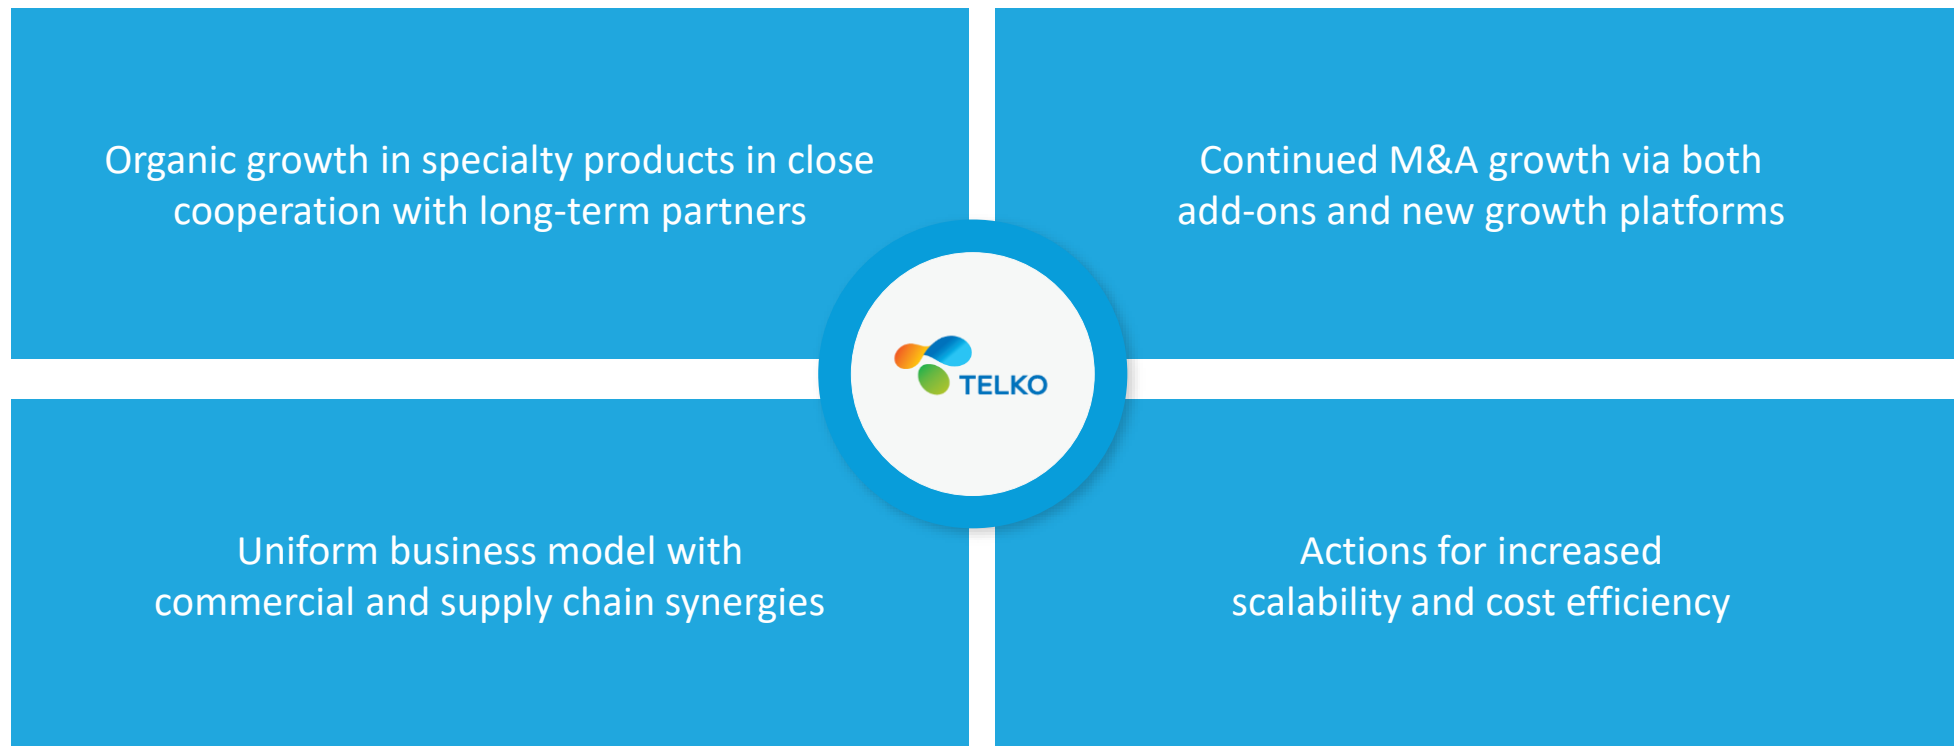 Organic growth in specialty products in close
cooperation with long-term partners
Continued M&A growth via both
add-ons and new growth platforms
TELKO
Uniform business model with
commercial and supply chain synergies
Actions for increased
scalability and cost efficiency